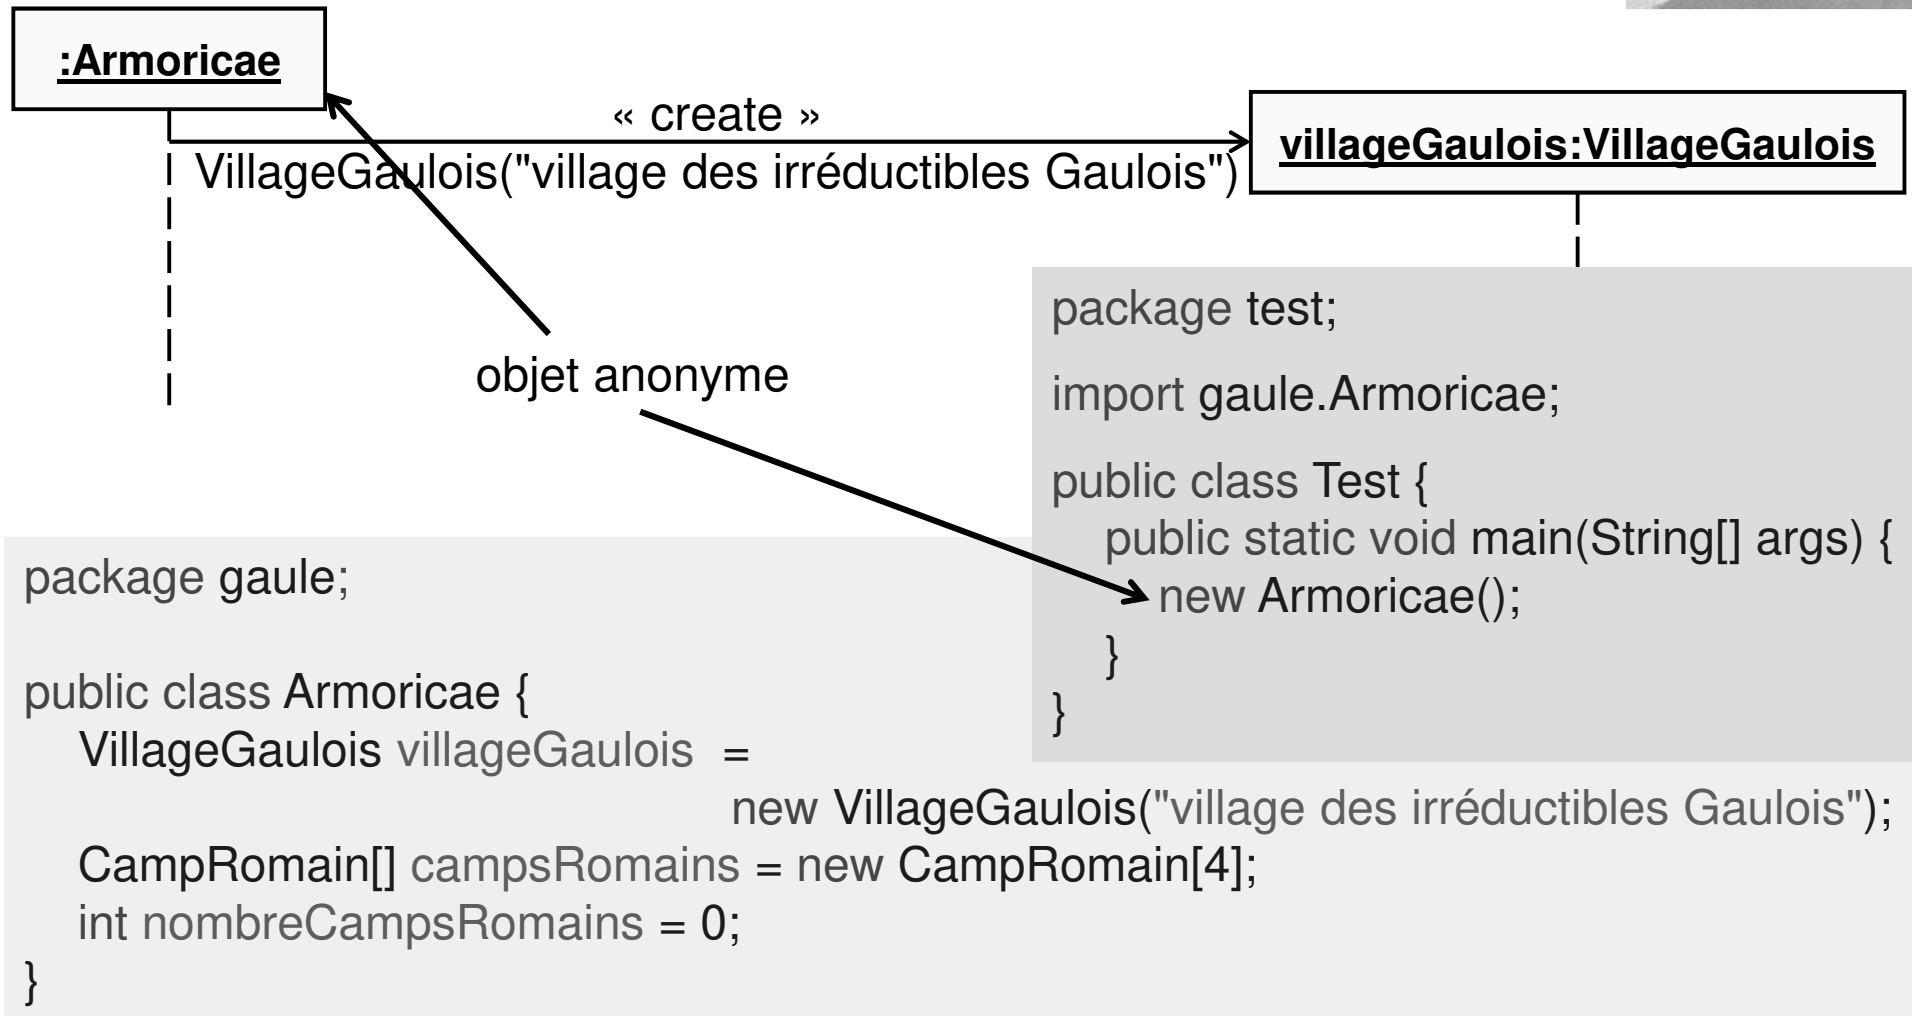 :Armoricae
« create »
villageGaulois:VillageGaulois
VillageGaulois("village des irréductibles Gaulois")
objet anonyme
package test;
import gaule.Armoricae;
public class Test {
public static void main(String[] args) {
new Armoricae();
}
}
package gaule;
public class Armoricae {
VillageGaulois villageGaulois =
new VillageGaulois("village des irréductibles Gaulois");
CampRomain[] campsRomains = new CampRomain[4];
int nombreCampsRomains = 0;
}